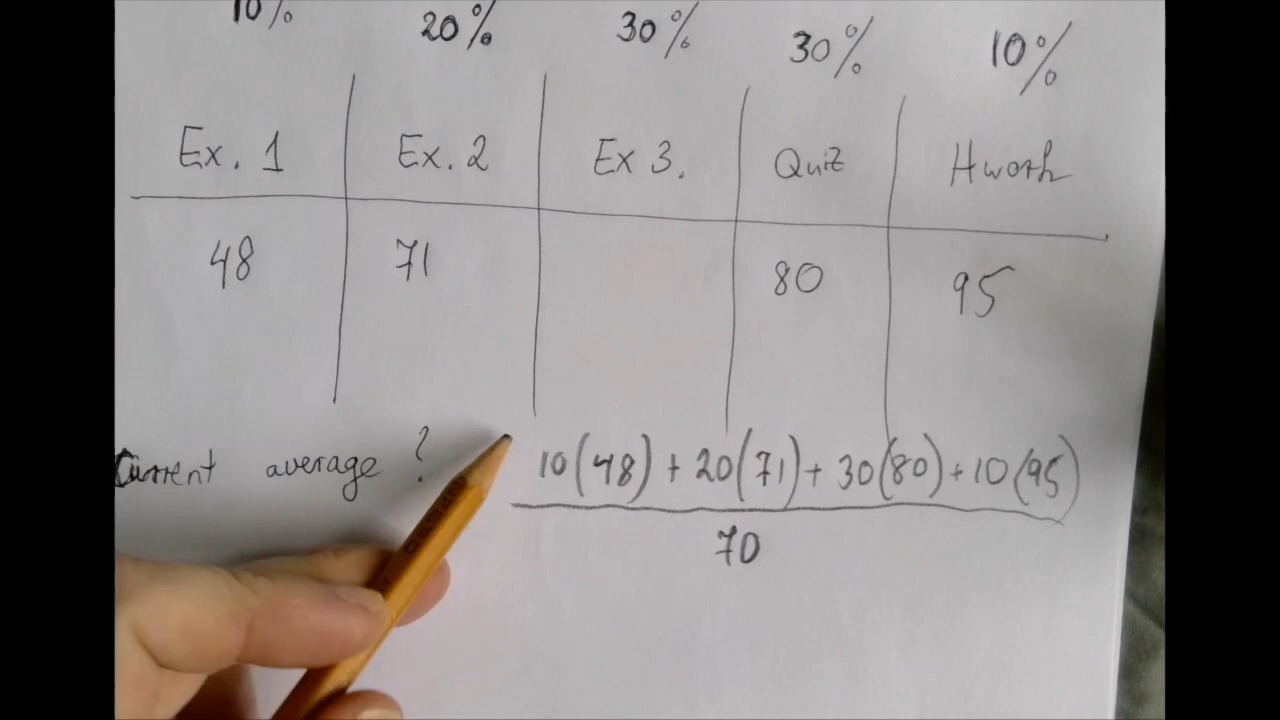 10% 20% 30% 30% 10%
Ex. 1 Ex. 2 Ex 3. Quiz Hwork
48 71 80 95
Current average ? 10(48) + 20(71) + 30(80) + 10(95)
70